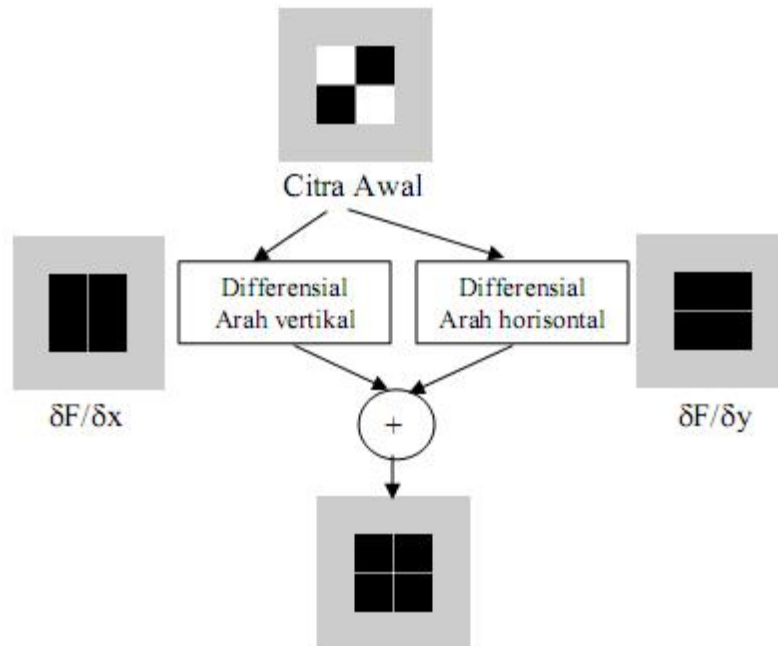 Citra Awal
Differensial
Arah vertikal
Differensial
Arah horisontal
δF/δx
δF/δy
+